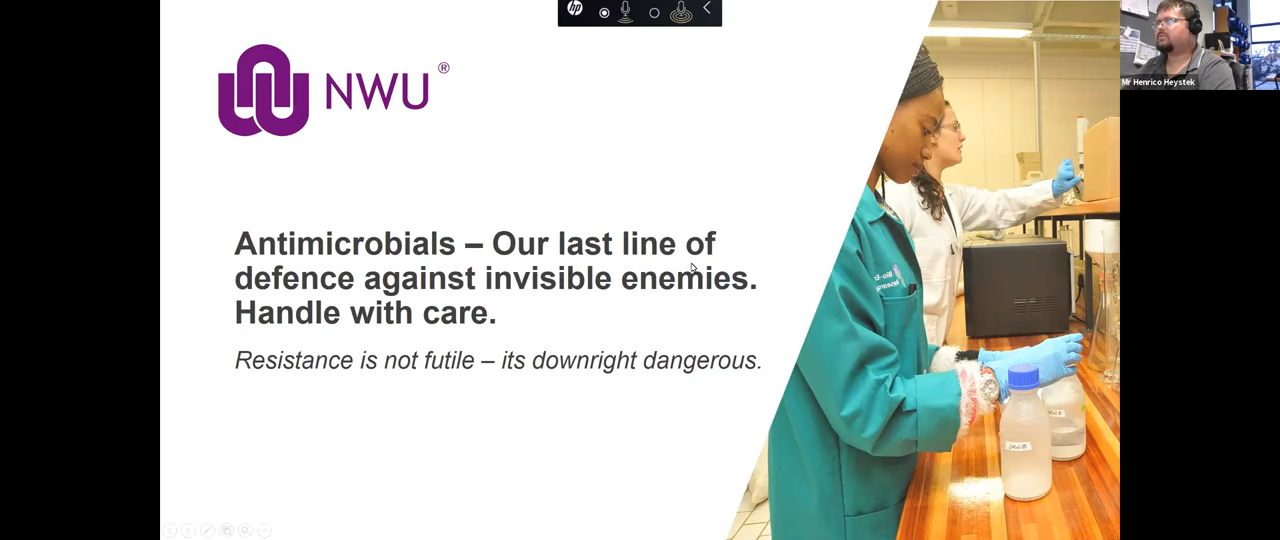 hp
NWU®
Mr Henrico Heystek
Antimicrobials – Our last line of
defence against invisible enemies.
Handle with care.
Resistance is not futile – its downright dangerous.